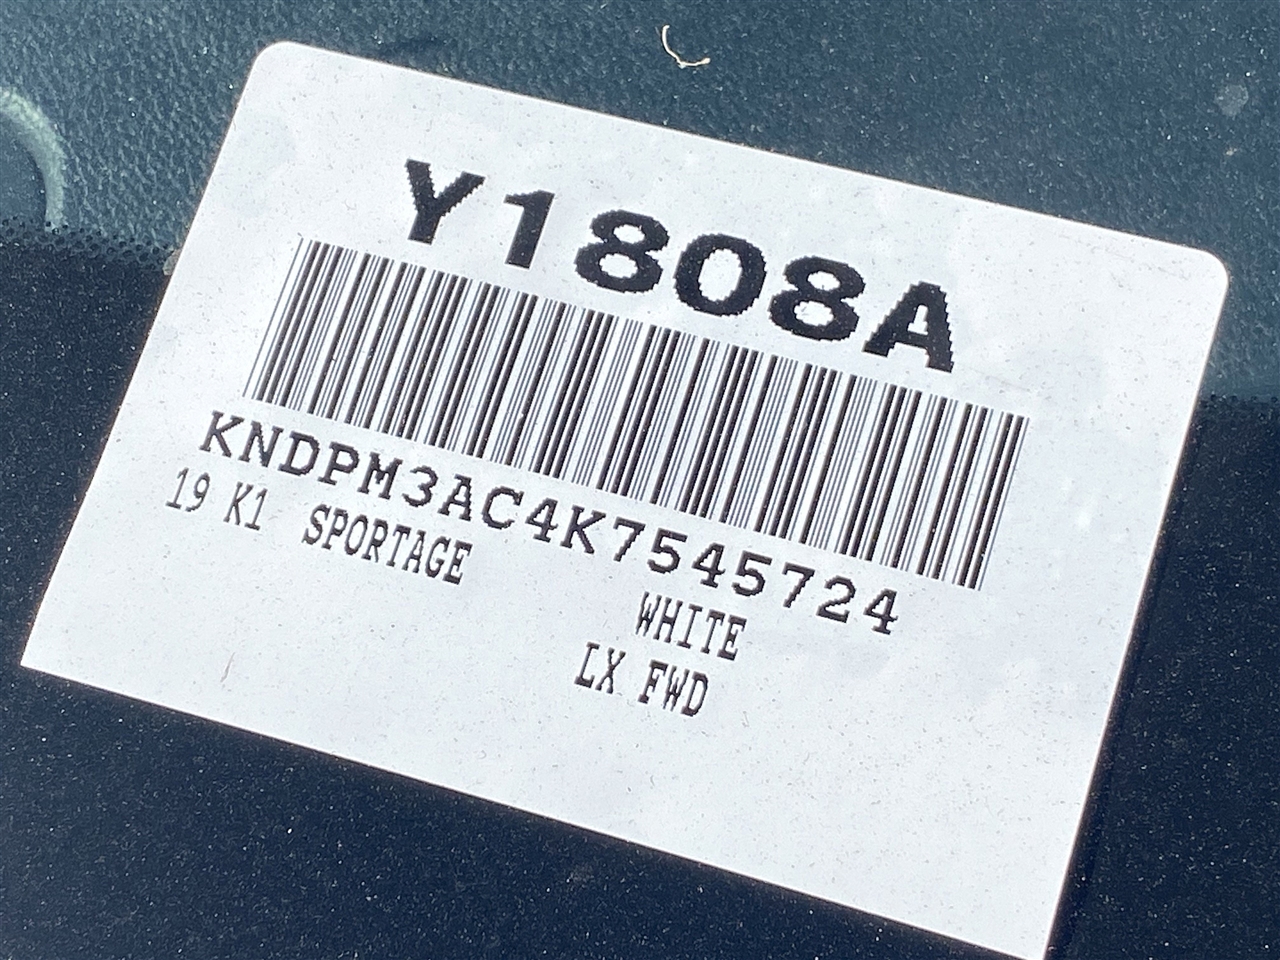 Y1808A
KNDPM3AC4K7545724
19 K1 SPORTAGE
WHITE
LX FWD